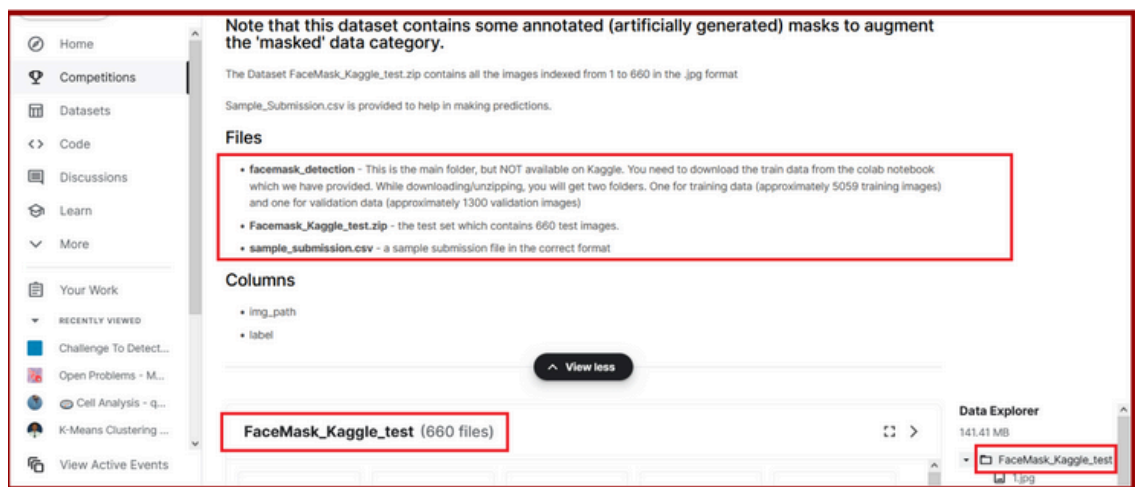 Home
Competitions
Datasets
Code
Discussions
Learn
More
Your Work
RECENTLY VIEWED
Challenge To Detect...
Open Problems - M...
Cell Analysis - q...
K-Means Clustering ...
View Active Events
Note that this dataset contains some annotated (artificially generated) masks to augment
the 'masked' data category.
The Dataset FaceMask_Kaggle_test.zip contains all the images indexed from 1 to 660 in the .jpg format
Sample_Submission.csv is provided to help in making predictions.
Files
• facemask_detection - This is the main folder, but NOT available on Kaggle. You need to download the train data from the colab notebook
which we have provided. While downloading/unzipping, you will get two folders. One for training data (approximately 5059 training images)
and one for validation data (approximately 1300 validation images)
• Facemask_Kaggle_test.zip - the test set which contains 660 test images.
• sample_submission.csv - a sample submission file in the correct format
Columns
• img_path
• label
View less
FaceMask_Kaggle_test (660 files)
Data Explorer
141.41 MB
FaceMask_Kaggle_test
1.jpg